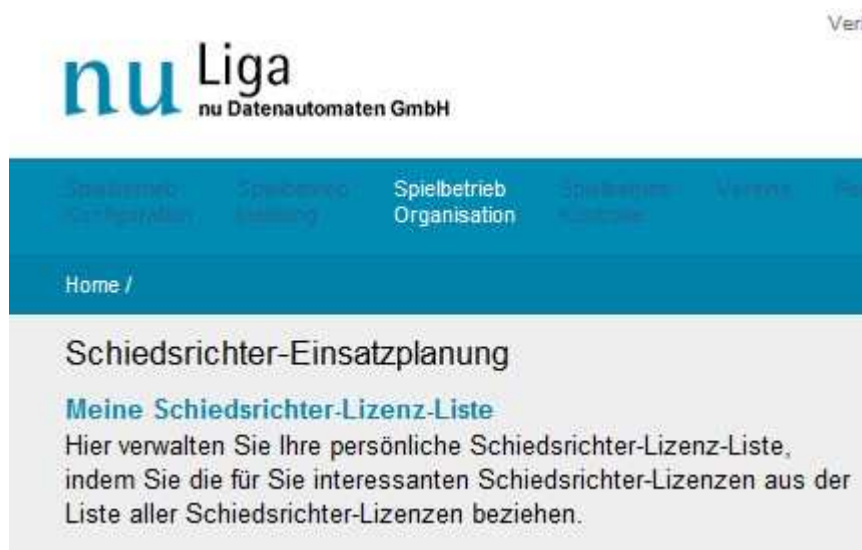 nu Liga
nu Datenautomaten GmbH
Spielbetrieb
Organisation
Home /
Schiedsrichter-Einsatzplanung
Meine Schiedsrichter-Lizenz-Liste
Hier verwalten Sie Ihre persönliche Schiedsrichter-Lizenz-Liste,
indem Sie die für Sie interessanten Schiedsrichter-Lizenzen aus der
Liste aller Schiedsrichter-Lizenzen beziehen.